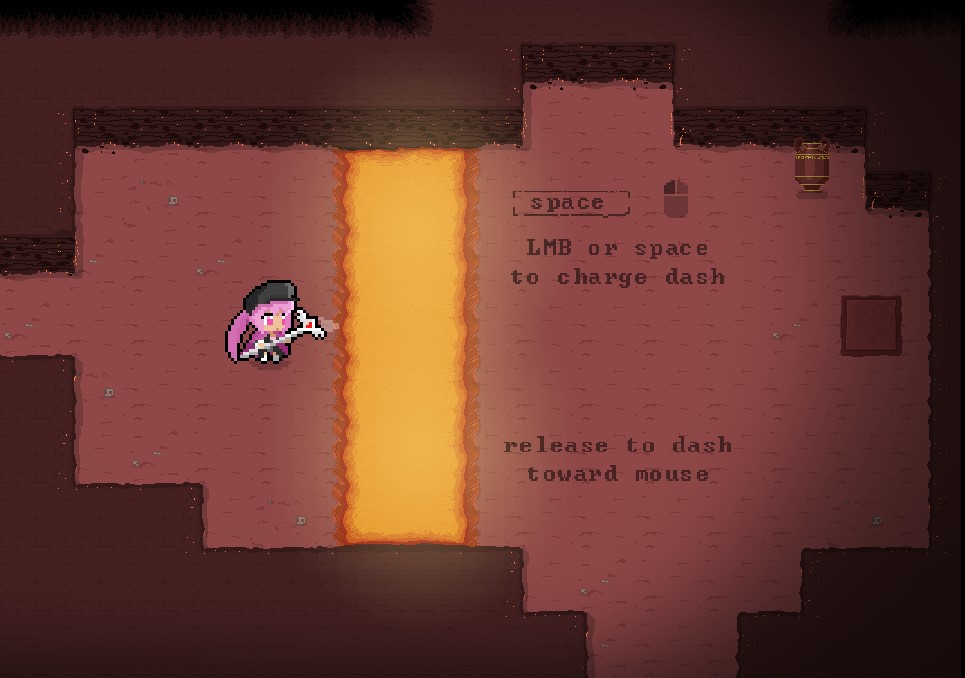 space
LMB or space
to charge dash
release to dash
toward mouse